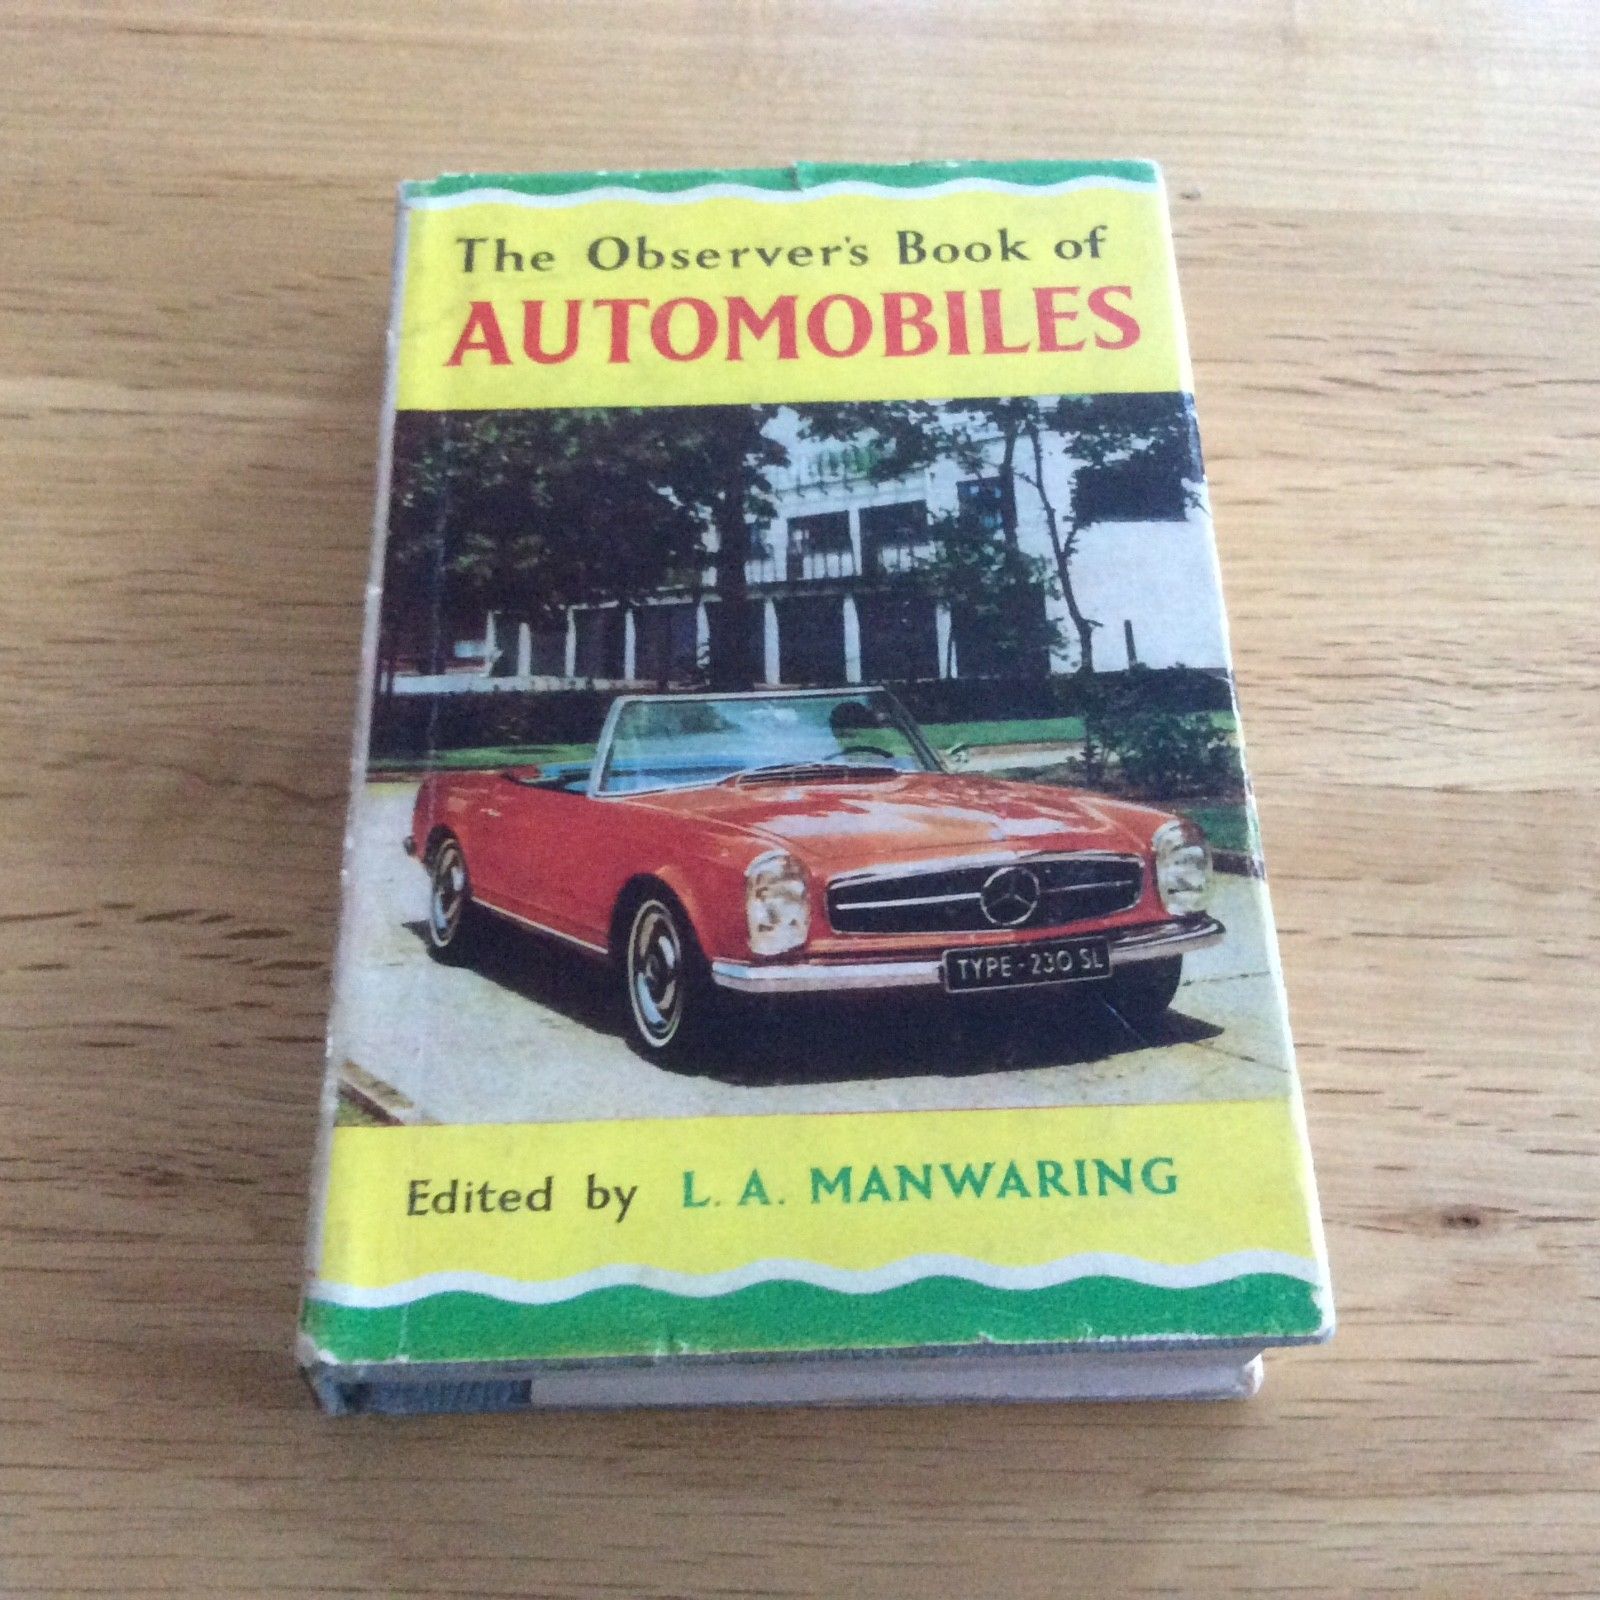 The Observer's Book of
AUTOMOBILES
TYPE - 230 SL
Edited by L. A. MANWARING